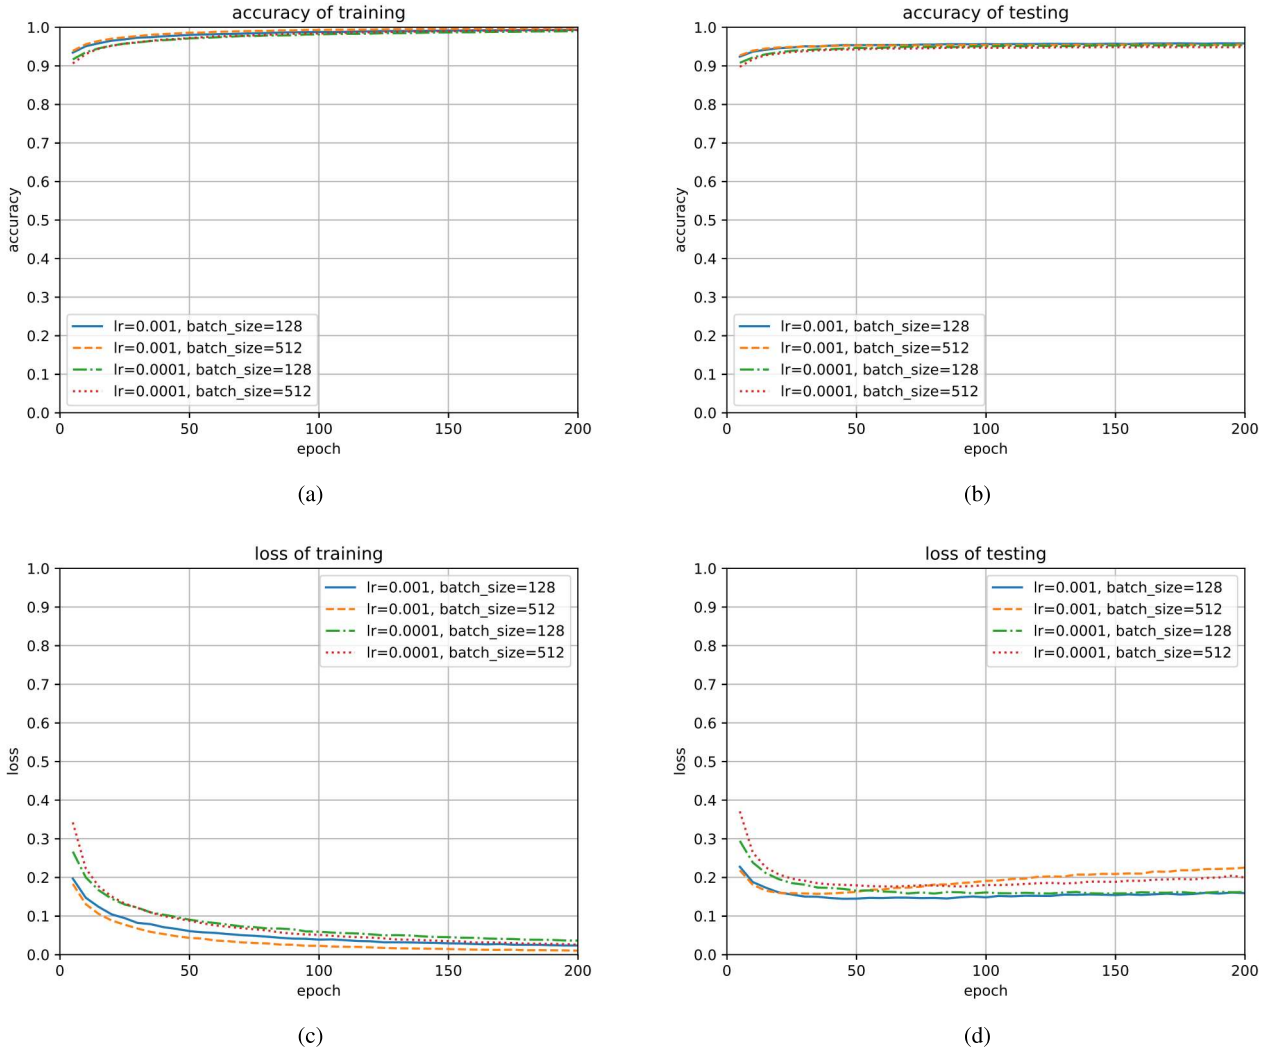 accuracy of training
1.0
0.9
0.8
0.7
0.6
0.5
0.4
0.3
0.2
0.1
0.0
accuracy
lr=0.001, batch_size=128
lr=0.001, batch_size=512
lr=0.0001, batch_size=128
lr=0.0001, batch_size=512
0 50 100 150 200
epoch
(a)
accuracy of testing
1.0
0.9
0.8
0.7
0.6
0.5
0.4
0.3
0.2
0.1
0.0
accuracy
lr=0.001, batch_size=128
lr=0.001, batch_size=512
lr=0.0001, batch_size=128
lr=0.0001, batch_size=512
0 50 100 150 200
epoch
(b)
loss of training
1.0
0.9
0.8
0.7
0.6
0.5
0.4
0.3
0.2
0.1
0.0
loss
lr=0.001, batch_size=128
lr=0.001, batch_size=512
lr=0.0001, batch_size=128
lr=0.0001, batch_size=512
0 50 100 150 200
epoch
(c)
loss of testing
1.0
0.9
0.8
0.7
0.6
0.5
0.4
0.3
0.2
0.1
0.0
loss
lr=0.001, batch_size=128
lr=0.001, batch_size=512
lr=0.0001, batch_size=128
lr=0.0001, batch_size=512
0 50 100 150 200
epoch
(d)